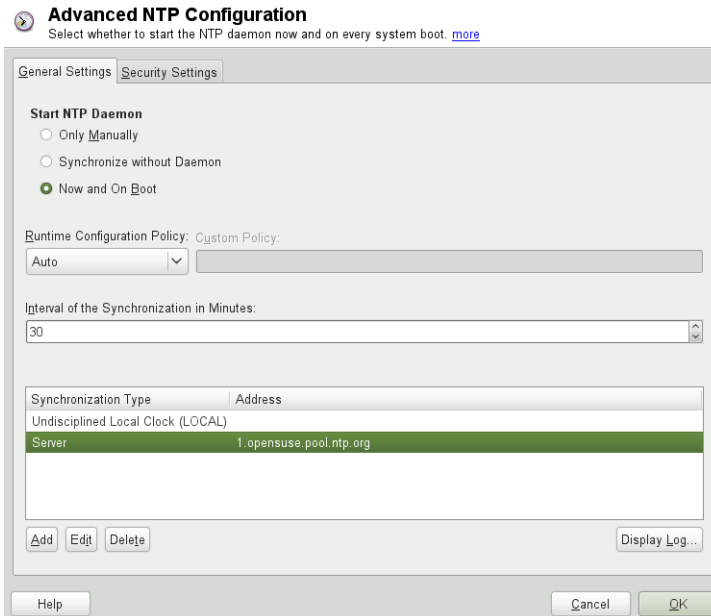 Advanced NTP Configuration
Select whether to start the NTP daemon now and on every system boot. more
General Settings Security Settings
Start NTP Daemon
Only Manually
Synchronize without Daemon
Now and On Boot
Runtime Configuration Policy: Custom Policy:
Auto
Interval of the Synchronization in Minutes:
30
Synchronization Type Address
Undisciplined Local Clock (LOCAL)
Server 1.opensuse.pool.ntp.org
Add Edit Delete Display Log...
Help Cancel OK